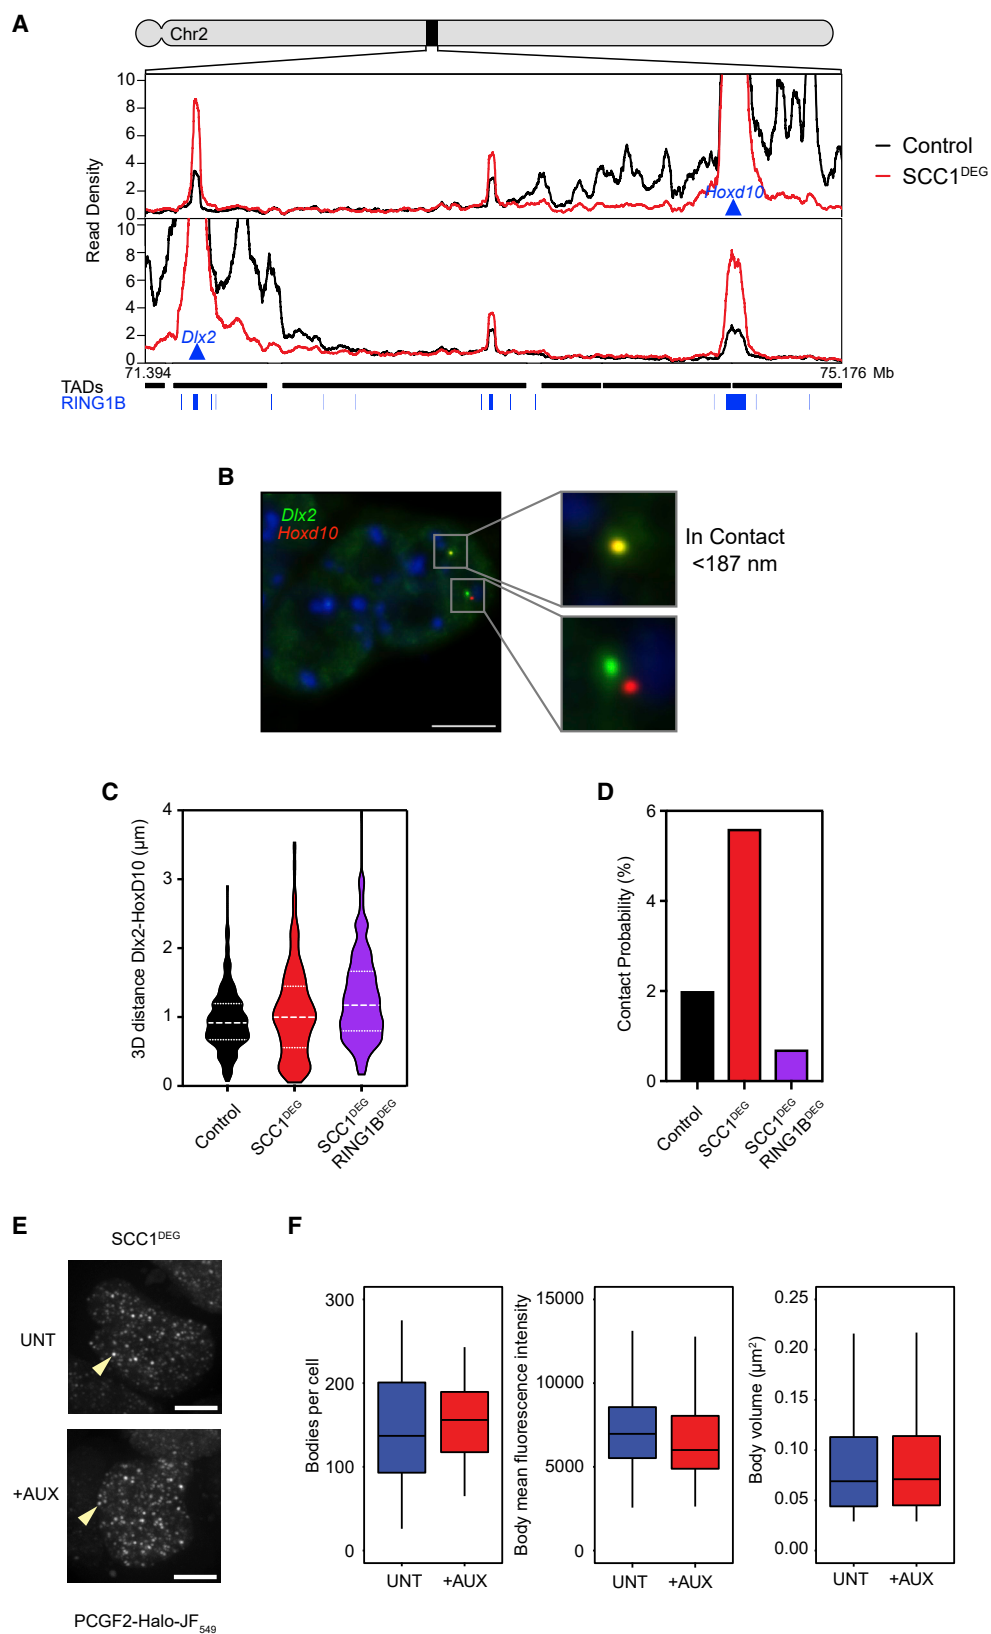 A
Chr2
10
8
6
4
2
0
Hoxd10
Control
SCC1DEG
Read Density
10
8
6
4
2
0
Dlx2
71.394
75.176 Mb
TADs
RING1B
B
Dlx2
Hoxd10
In Contact
<187 nm
C
3D distance Dlx2-HoxD10 (µm)
4
3
2
1
0
Control
SCC1DEG
SCC1DEG
RING1BDEG
D
Contact Probability (%)
6
4
2
0
Control
SCC1DEG
SCC1DEG
RING1BDEG
E
SCC1DEG
UNT
+AUX
PCGF2-Halo-JF549
F
Bodies per cell
300
200
100
0
UNT +AUX
Body mean fluorescence intensity
15000
10000
5000
0
UNT +AUX
Body volume (µm2)
0.25
0.20
0.15
0.10
0.05
0.00
UNT +AUX